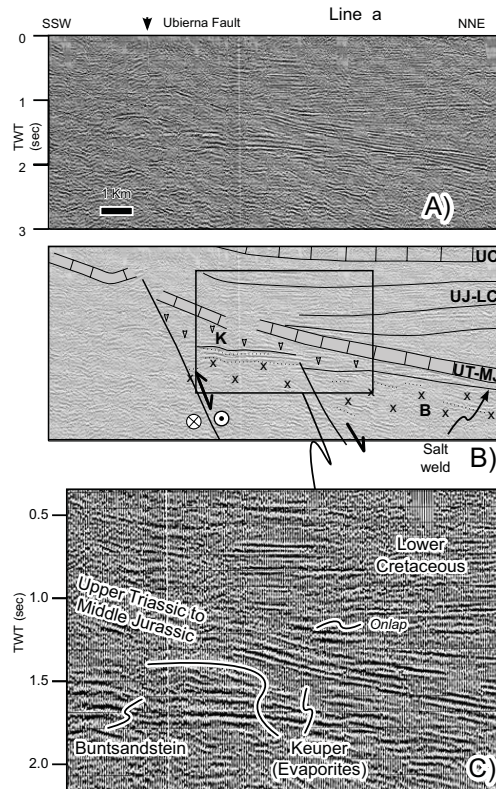 Line a
SSW
Ubierna Fault
NNE
0
1
2
3
TWT
(sec)
1 Km
A)
UC
UJ-LC
K
UT-MJ
B
Salt
weld
B)
0.5
1.0
1.5
2.0
TWT (sec)
Lower
Cretaceous
Upper Triassic to
Middle Jurassic
Onlap
Buntsandstein
Keuper
(Evaporites)
C)